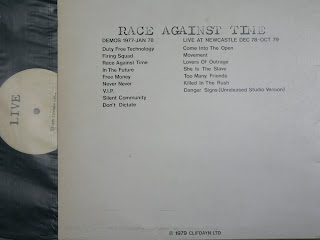 RACE AGAINST TIME
DEMOS 1977-JAN 78
Duty Free Technology
Firing Squad
Race Against Time
In The Future
Free Money
Never Never
V.I.P.
Silent Community
Don't Dictate
LIVE AT NEWCASTLE DEC 78-OCT 79
Come Into The Open
Movement
Lovers Of Outrage
She Is The Slave
Too Many Friends
Killed In The Rush
Danger Signs(Unreleased Studio Version)
LIVE
℗ 1979 CLIFDAYN LTD